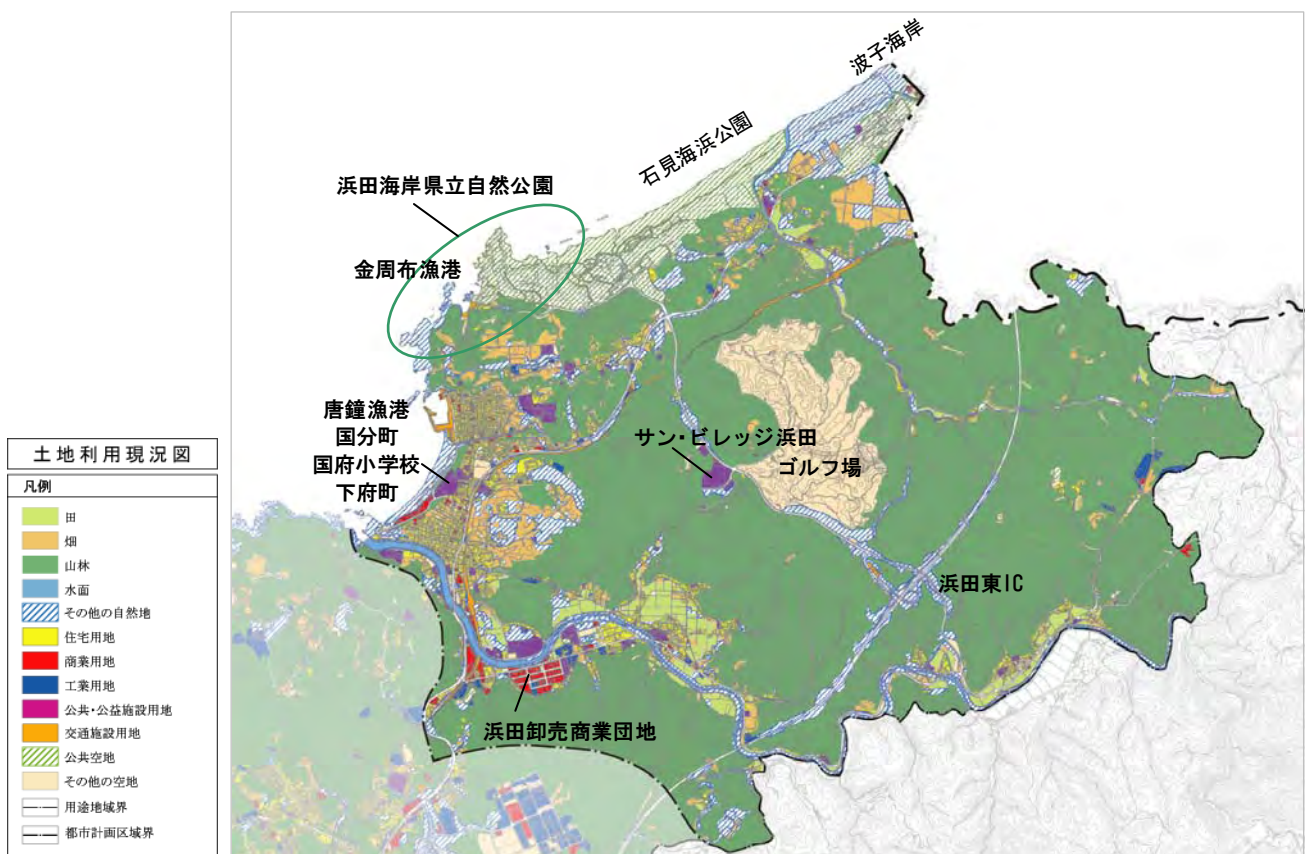 波子海岸
石見海浜公園
浜田海岸県立自然公園
金周布漁港
唐鐘漁港
国分町
国府小学校
下府町
サン・ビレッジ浜田
ゴルフ場
浜田東IC
浜田卸売商業団地
土地利用現況図
凡例
田
畑
山林
水面
その他の自然地
住宅用地
商業用地
工業用地
公共・公益施設用地
交通施設用地
公共空地
その他の空地
用途地域界
都市計画区域界